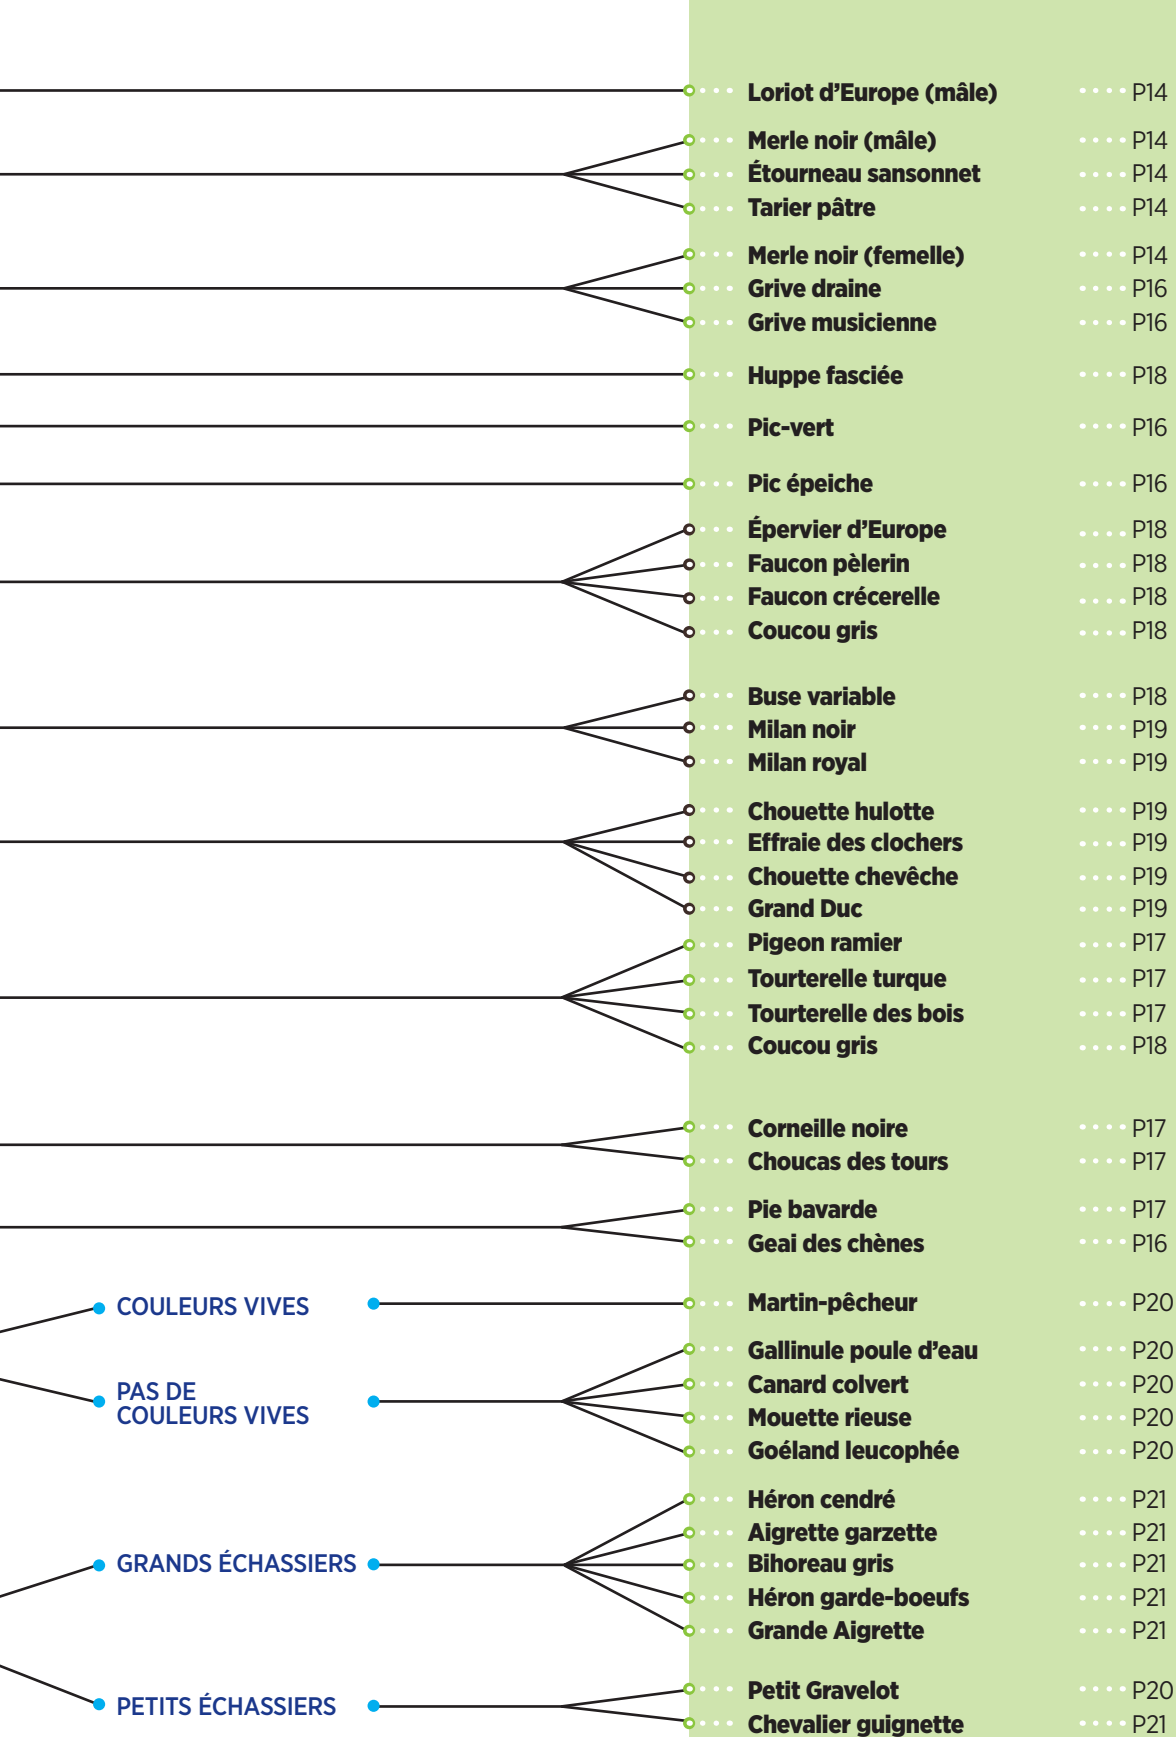 Loriot d'Europe (mâle) P14
Merle noir (mâle) P14
Étourneau sansonnet P14
Tarier pâtre P14
Merle noir (femelle) P14
Grive draine P16
Grive musicienne P16
Huppe fasciée P18
Pic-vert P16
Pic épeiche P16
Épervier d'Europe P18
Faucon pèlerin P18
Faucon crécerelle P18
Coucou gris P18
Buse variable P18
Milan noir P19
Milan royal P19
Chouette hulotte P19
Effraie des clochers P19
Chouette chevêche P19
Grand Duc P19
Pigeon ramier P17
Tourterelle turque P17
Tourterelle des bois P17
Coucou gris P18
Corneille noire P17
Choucas des tours P17
Pie bavarde P17
Geai des chènes P16
COULEURS VIVES
Martin-pêcheur P20
PAS DE
COULEURS VIVES
Gallinule poule d'eau P20
Canard colvert P20
Mouette rieuse P20
Goéland leucophée P20
GRANDS ÉCHASSIERS
Héron cendré P21
Aigrette garzette P21
Bihoreau gris P21
Héron garde-boeufs P21
Grande Aigrette P21
PETITS ÉCHASSIERS
Petit Gravelot P20
Chevalier guignette P21